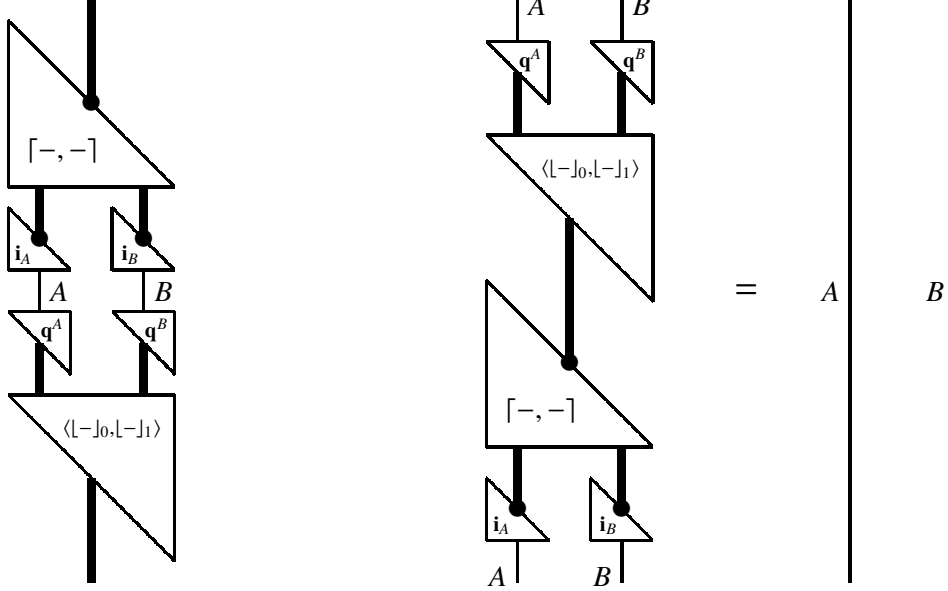 A B
q^A q^B
⌈−, −⌉ ⟨⌊−⌋₀,⌊−⌋₁⟩
i_A i_B
A B = A B
q^A q^B
⟨⌊−⌋₀,⌊−⌋₁⟩ ⌈−, −⌉
i_A i_B
A B